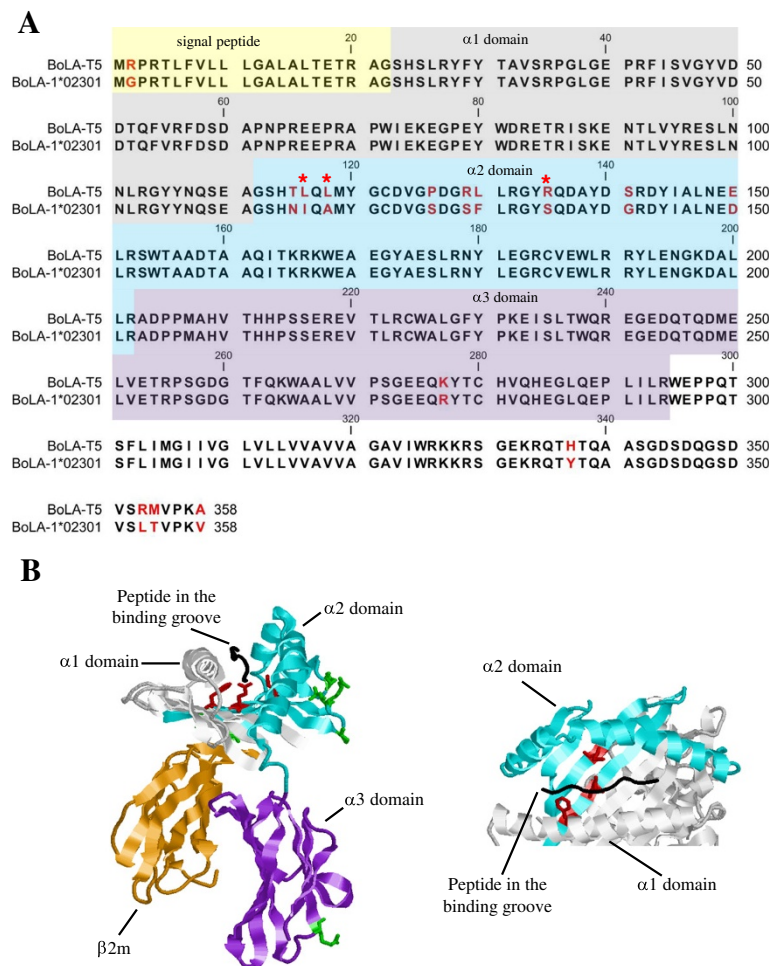 A
signal peptide 20 α1 domain 40
BoLA-T5 MRPRTLFVLL LGALALTETR AGSHSLRYFY TAVSRPGLGE PRFISVGYVD 50
BoLA-1*02301 MGPRTLFVLL LGALALTETR AGSHSLRYFY TAVSRPGLGE PRFISVGYVD 50
60 80 100
BoLA-T5 DTQFVRFDSD APNPREEPRA PWIEKEGPEY WDRETRISKE NTLVYRESLN 100
BoLA-1*02301 DTQFVRFDSD APNPREEPRA PWIEKEGPEY WDRETRISKE NTLVYRESLN 100
* * 120 α2 domain * 140
BoLA-T5 NLRGYYNQSE AGSHTLQLMY GCDVGPDGRL LRGYRQDAYD SRDYIALNEE 150
BoLA-1*02301 NLRGYYNQSE AGSHNIQAMY GCDVGSDGSF LRGYSQDAYD GRDYIALNED 150
160 180 200
BoLA-T5 LRSWTAADTA AQITKRKWEA EGYAESLRNY LEGRCVEWLR RYLENGKDAL 200
BoLA-1*02301 LRSWTAADTA AQITKRKWEA EGYAESLRNY LEGRCVEWLR RYLENGKDAL 200
220 α3 domain 240
BoLA-T5 LRADPPMAHV THHPSSEREV TLRCWALGFY PKEISLTWQR EGEDQTQDME 250
BoLA-1*02301 LRADPPMAHV THHPSSEREV TLRCWALGFY PKEISLTWQR EGEDQTQDME 250
260 280 300
BoLA-T5 LVETRPSGDG TFQKWAALVV PSGEEQKYTC HVQHEGLQEP LILRWEPPQT 300
BoLA-1*02301 LVETRPSGDG TFQKWAALVV PSGEEQRYTC HVQHEGLQEP LILRWEPPQT 300
320 340
BoLA-T5 SFLIMGIIVG LVLLVVAVVA GAVIWRKKRS GEKRQTHTQA ASGDSDQGSD 350
BoLA-1*02301 SFLIMGIIVG LVLLVVAVVA GAVIWRKKRS GEKRQTYTQA ASGDSDQGSD 350
BoLA-T5 VSRMVPKA 358
BoLA-1*02301 VSLTVPKV 358
B
Peptide in the
binding groove
α2 domain
α1 domain
α3 domain
β2m
α2 domain
Peptide in the
binding groove
α1 domain